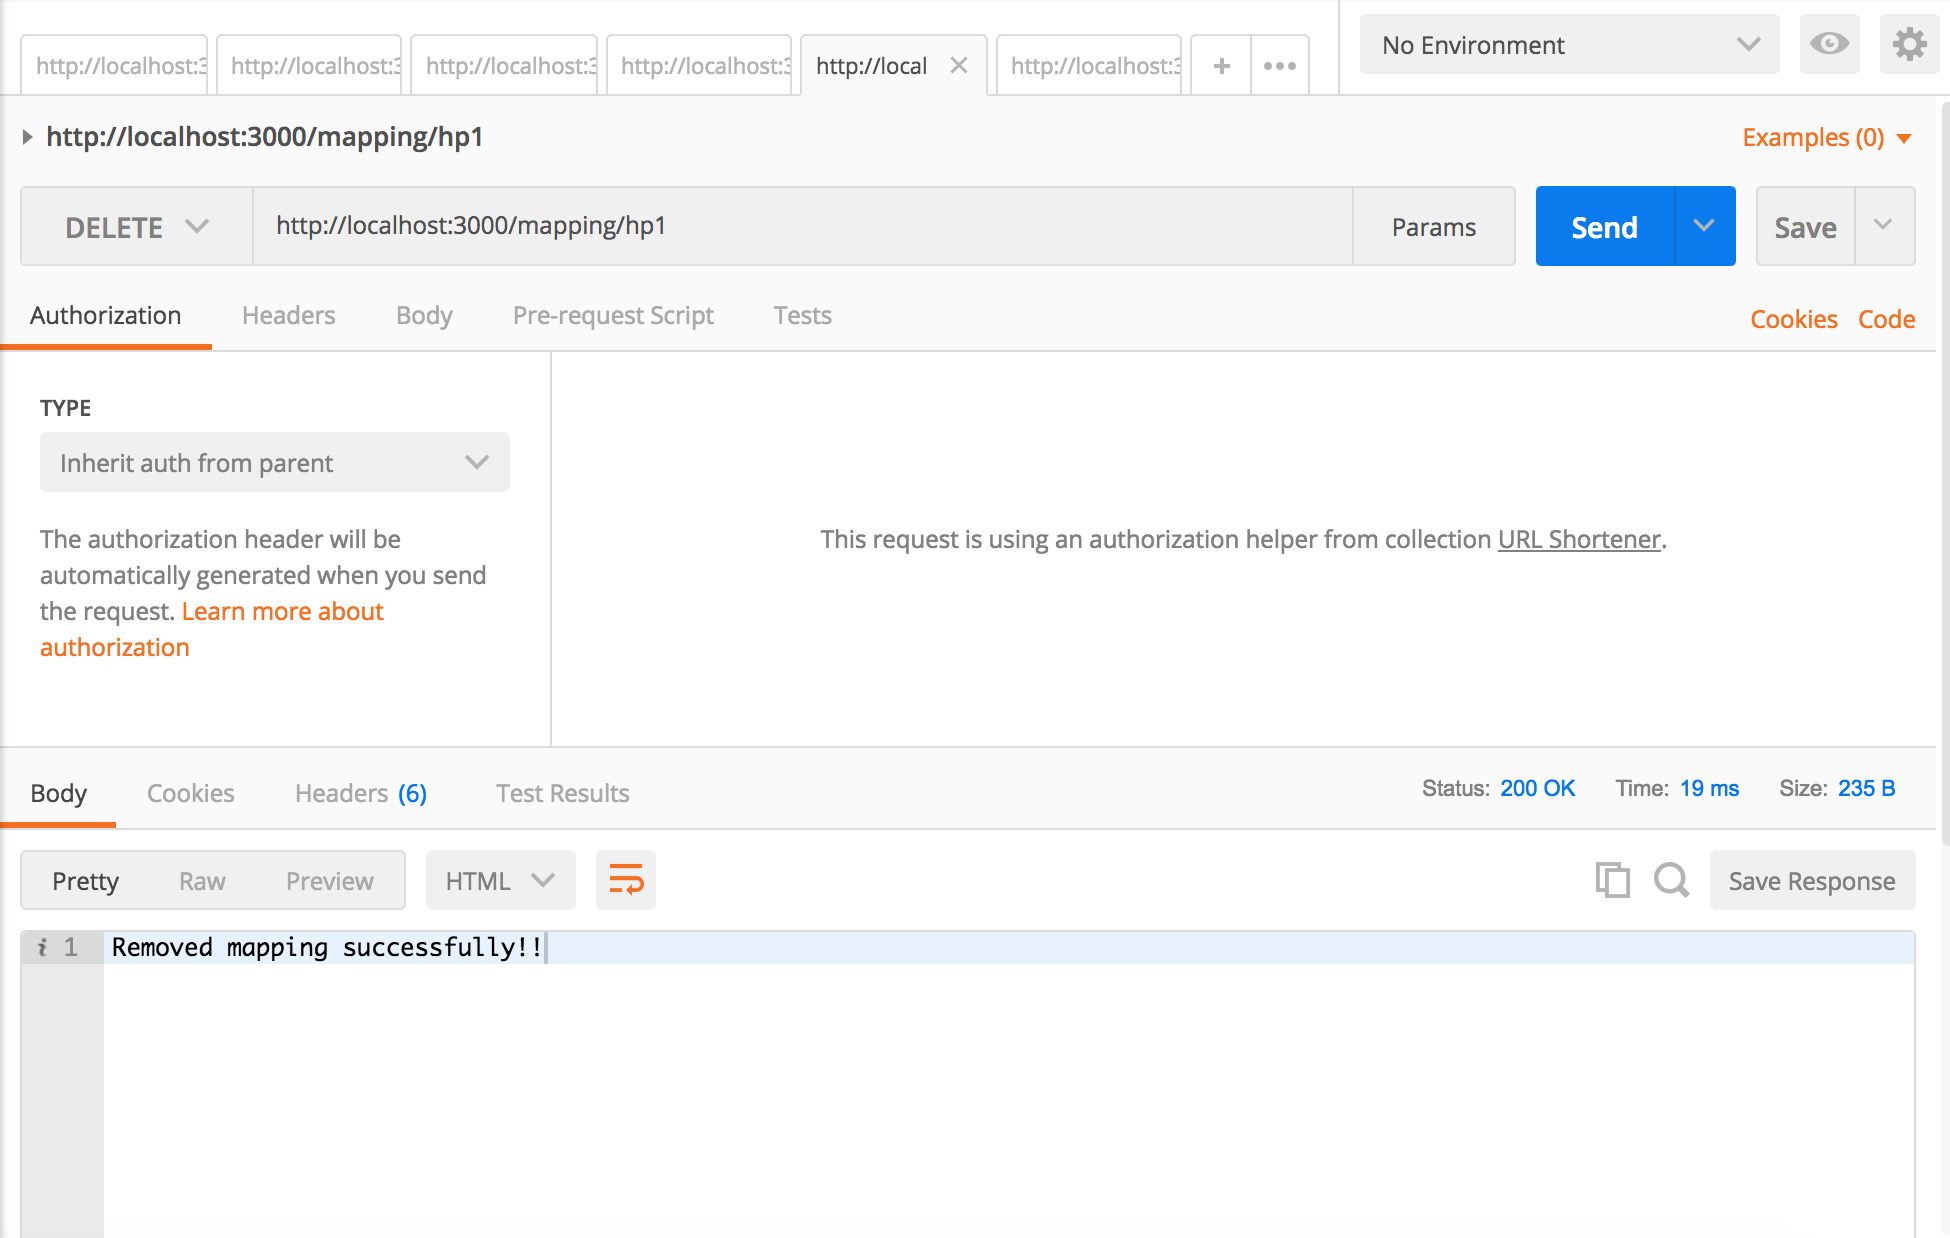 http://localhost:3 http://localhost:3 http://localhost:3 http://localhost:3 http://local http://localhost:3
No Environment
http://localhost:3000/mapping/hp1
Examples (0)
DELETE http://localhost:3000/mapping/hp1 Params Send Save
Authorization Headers Body Pre-request Script Tests Cookies Code
TYPE
Inherit auth from parent
The authorization header will be
automatically generated when you send
the request. Learn more about
authorization
This request is using an authorization helper from collection URL Shortener.
Body Cookies Headers (6) Test Results Status: 200 OK Time: 19 ms Size: 235 B
Pretty Raw Preview HTML Save Response
i 1 Removed mapping successfully!!